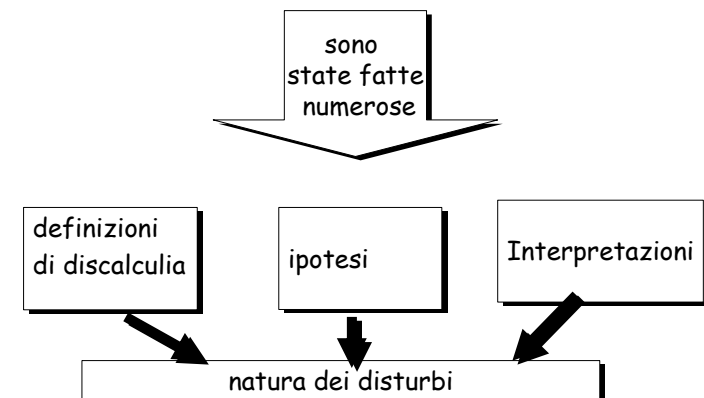 sono
state fatte
numerose
definizioni
di discalculia
ipotesi
Interpretazioni
natura dei disturbi